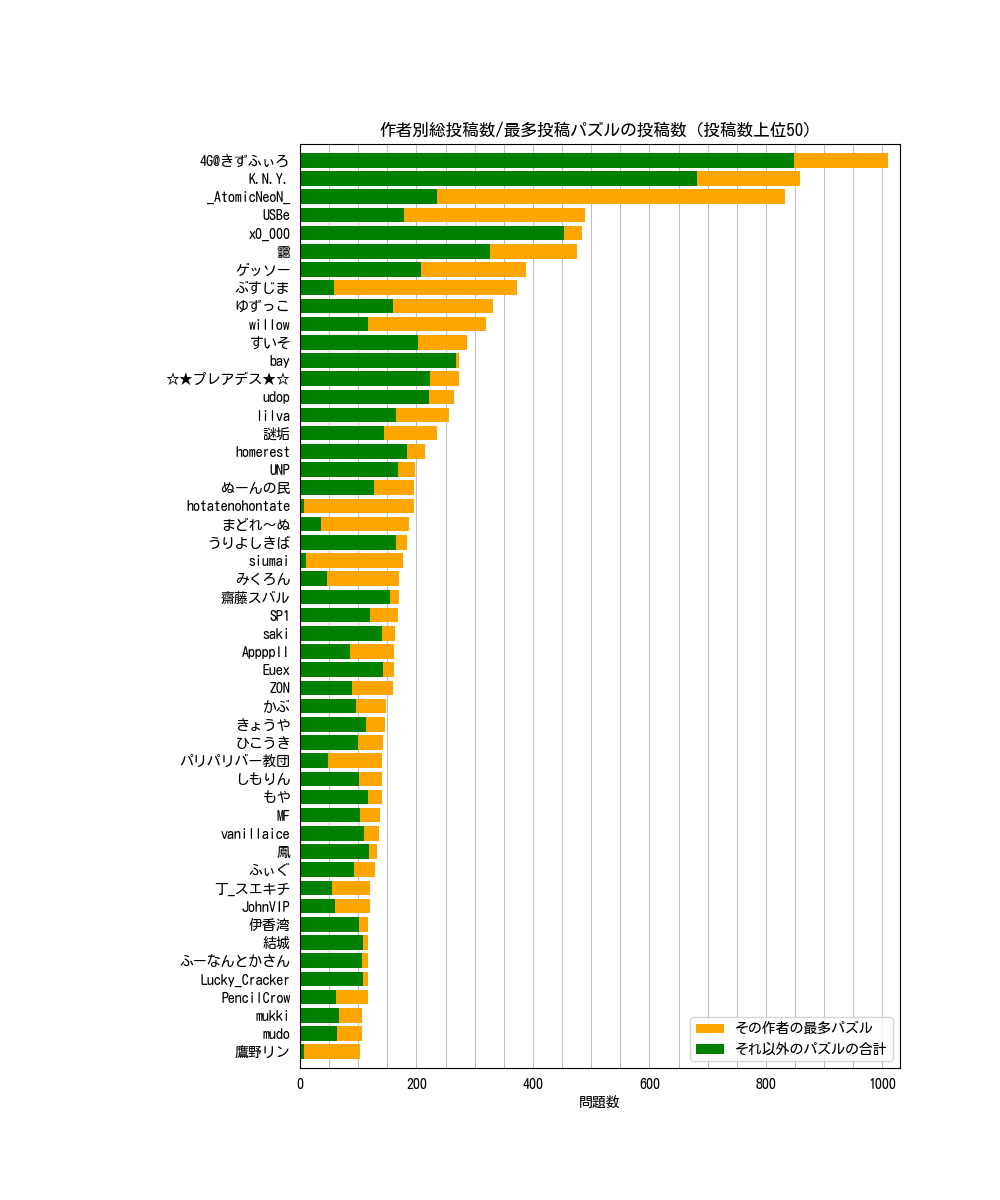 作者別総投稿数/最多投稿パズルの投稿数（投稿数上位50）
4G@きずふぃろ
K.N.Y.
_AtomicNeoN_
USBe
x0_000
ゲッソー
ぶすじま
ゆずっこ
willow
すいそ
bay
☆★プレアデス★☆
udop
lilva
謎垢
homerest
UNP
ぬーんの民
hotatenohontate
まどれ～ぬ
うりよしきば
siumai
みくろん
齋藤スバル
SP1
saki
Appppll
Euex
ZON
かぶ
きょうや
ひこうき
パリパリバー教団
しもりん
もや
MF
vanillaice
鳳
ふぃぐ
丁_スエキチ
JohnVIP
伊香湾
結城
ふーなんとかさん
Lucky_Cracker
PencilCrow
mukki
mudo
鷹野リン
その作者の最多パズル
それ以外のパズルの合計
0 200 400 600 800 1000
問題数